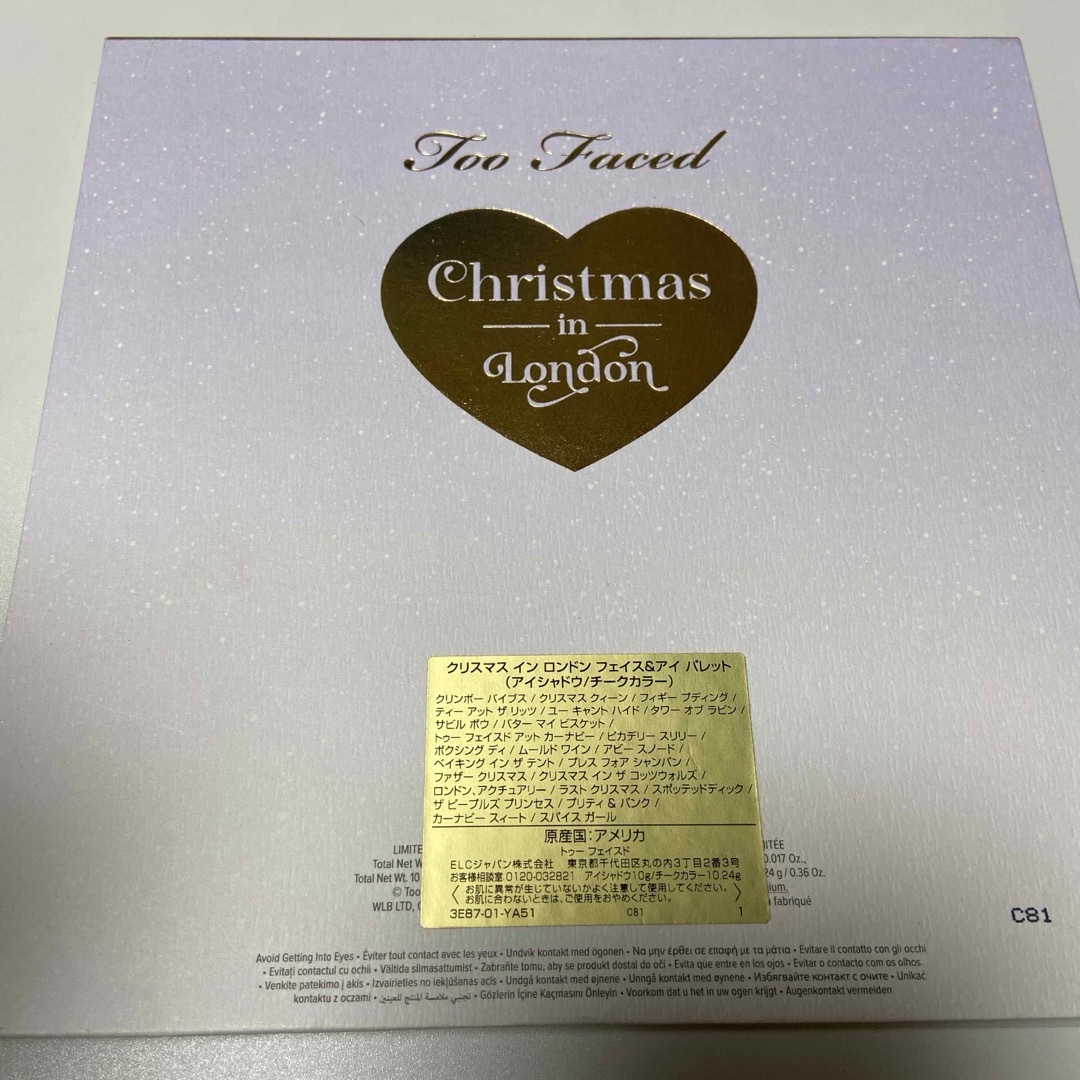 Too Faced
Christmas
in
London
クリスマス イン ロンドン フェイス&アイ パレット
(アイシャドウ/チークカラー)
クリンボー バイブス / クリスマス クィーン / フィギー プディング /
ティー アット ザ リッツ / ユー キャント ハイド / タワー オブ ラビン /
サビル ボウ / バター マイ ビスケット /
トゥー フェイスド アット カーナビー / ピカデリー スリリー /
ボクシング ディ / ムールド ワイン / アビー スノード /
ベイキング イン ザ テント / プレス フォア シャンパン /
ファザー クリスマス / クリスマス イン ザ コッツウォルズ /
ロンドン、アクチュアリー / ラスト クリスマス / スポッテッドディック /
ザ ピープルズ プリンセス / プリティ & パンク /
カーナビー スィート / スパイス ガール
原産国:アメリカ
トゥー フェイスド
ELCジャパン株式会社 東京都千代田区丸の内3丁目2番3号
お客様相談室 0120-032821 アイシャドウ10g/チークカラー10.24g
お肌に異常が生じていないかよく注意して使用してください。
お肌に合わないときは、ご使用をおやめください。
3E87-01-YA51 C81 1
LIMITE
Total Net W
Total Net Wt. 10
© Too
WLB LTD,
ITÉE
0.017 Oz.,
24 g / 0.36 Oz.
ium.
fabriqué
C81
Avoid Getting Into Eyes • Éviter tout contact avec les yeux • Undvik kontakt med ögonen • Να μην έρθει σε επαφή με τα μάτια • Evitare il contatto con gli occhi
• Evitați contactul cu ochii • Vältida silmasattumist • Zabraňte tomu, aby se produkt dostal do očí • Evita que entre en los ojos • Evitar o contacto com os olhos
• Venkite patekimo į akis • Izvairieties no iekļūšanas acīs • Undgå kontakt med øjnene • Unngå kontakt med øynene • Избягвайте контакт с очите • Unikać
kontaktu z oczami • تجنبي ملامسة المنتج للعينين • Gözlerin İçine Kaçmasını Önleyin • Voorkom dat u het in uw ogen krijgt • Augenkontakt vermeiden